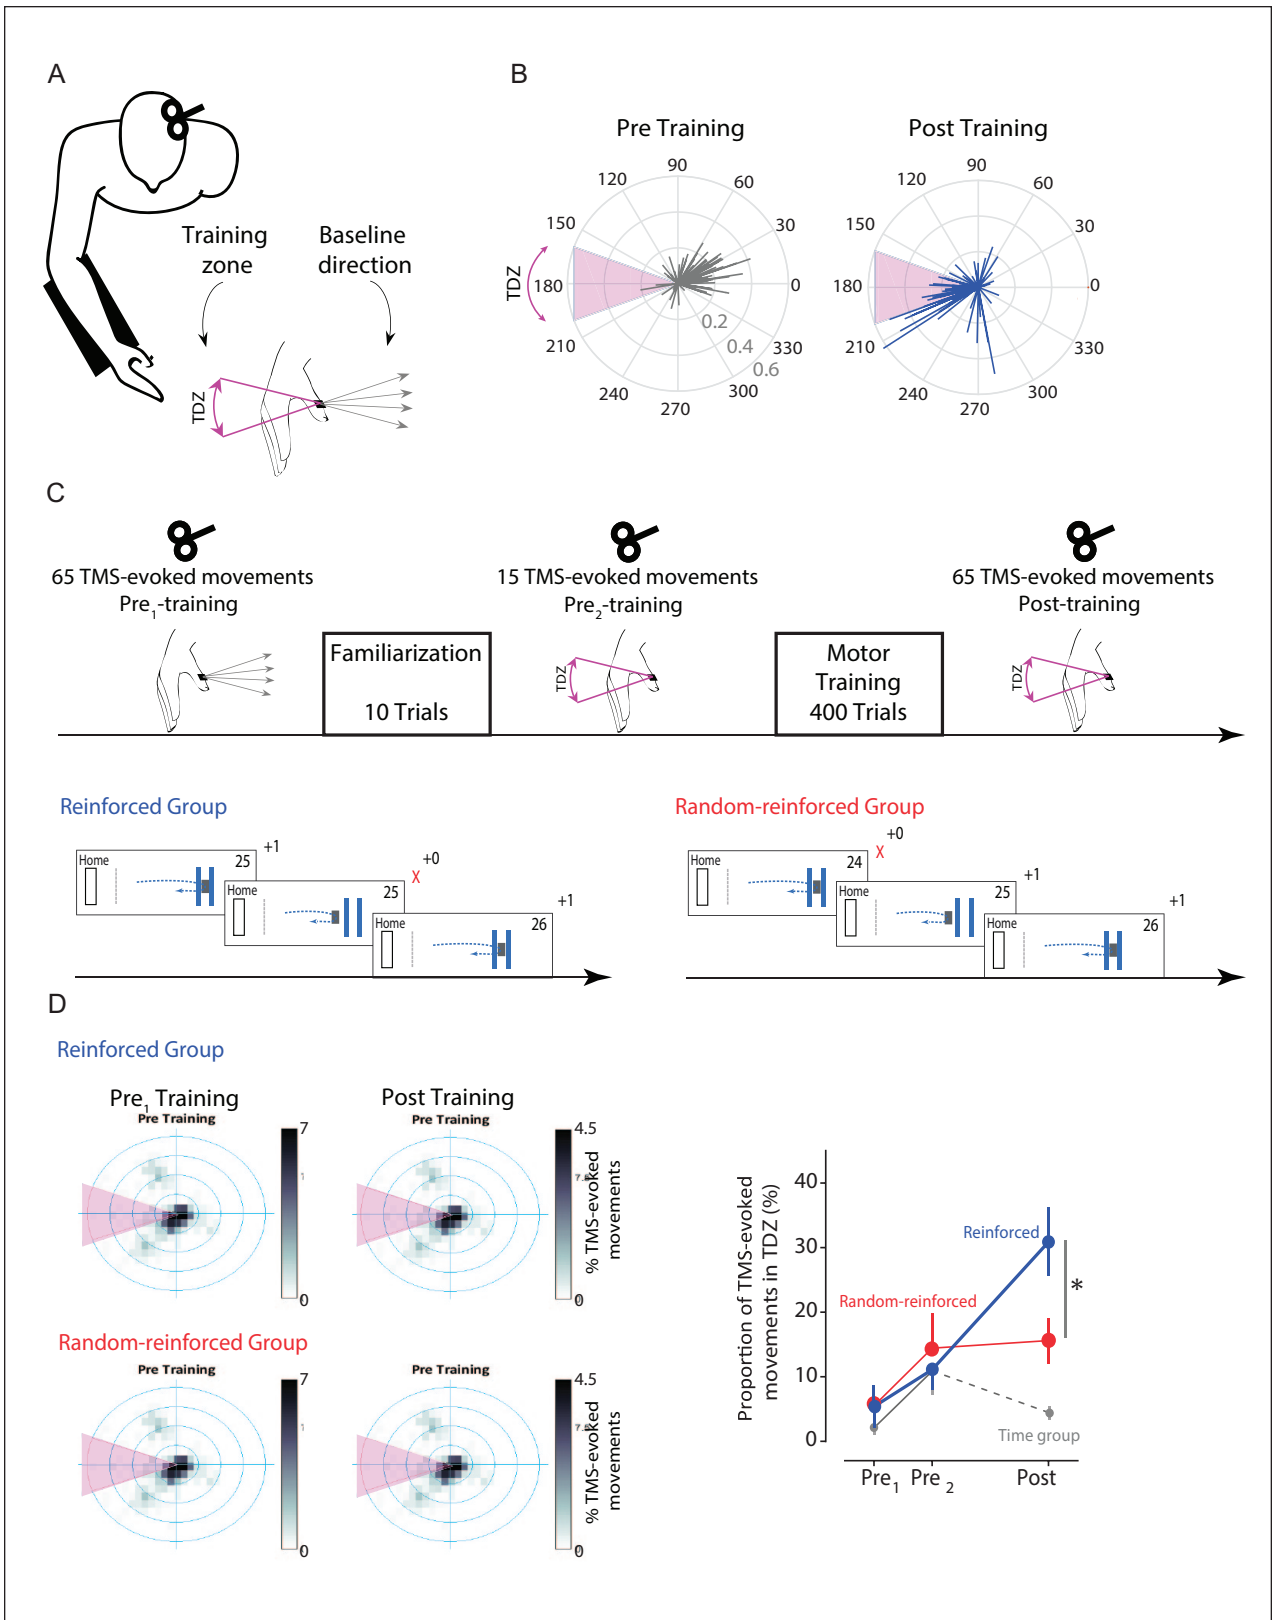 A
Training
zone
Baseline
direction
TDZ
B
Pre Training
90
120
60
150
30
TDZ
180
0
210
0.2
0.4
0.6
330
240
300
270
Post Training
90
120
60
150
30
180
0
210
330
240
300
270
C
65 TMS-evoked movements
Pre1-training
Familiarization
10 Trials
15 TMS-evoked movements
Pre2-training
TDZ
Motor
Training
400 Trials
65 TMS-evoked movements
Post-training
TDZ
Reinforced Group
Home
25
+1
Home
25
+0
X
Home
26
+1
Random-reinforced Group
Home
24
+0
X
Home
25
+1
Home
26
+1
D
Reinforced Group
Pre1 Training
Pre Training
7
1
0
Post Training
Pre Training
4.5
7.
0
% TMS-evoked
movements
Random-reinforced Group
Pre Training
7
1
0
Pre Training
4.5
7.
0
% TMS-evoked
movements
Proportion of TMS-evoked
movements in TDZ (%)
40
30
20
10
0
Reinforced
Random-reinforced
*
Time group
Pre1
Pre 2
Post